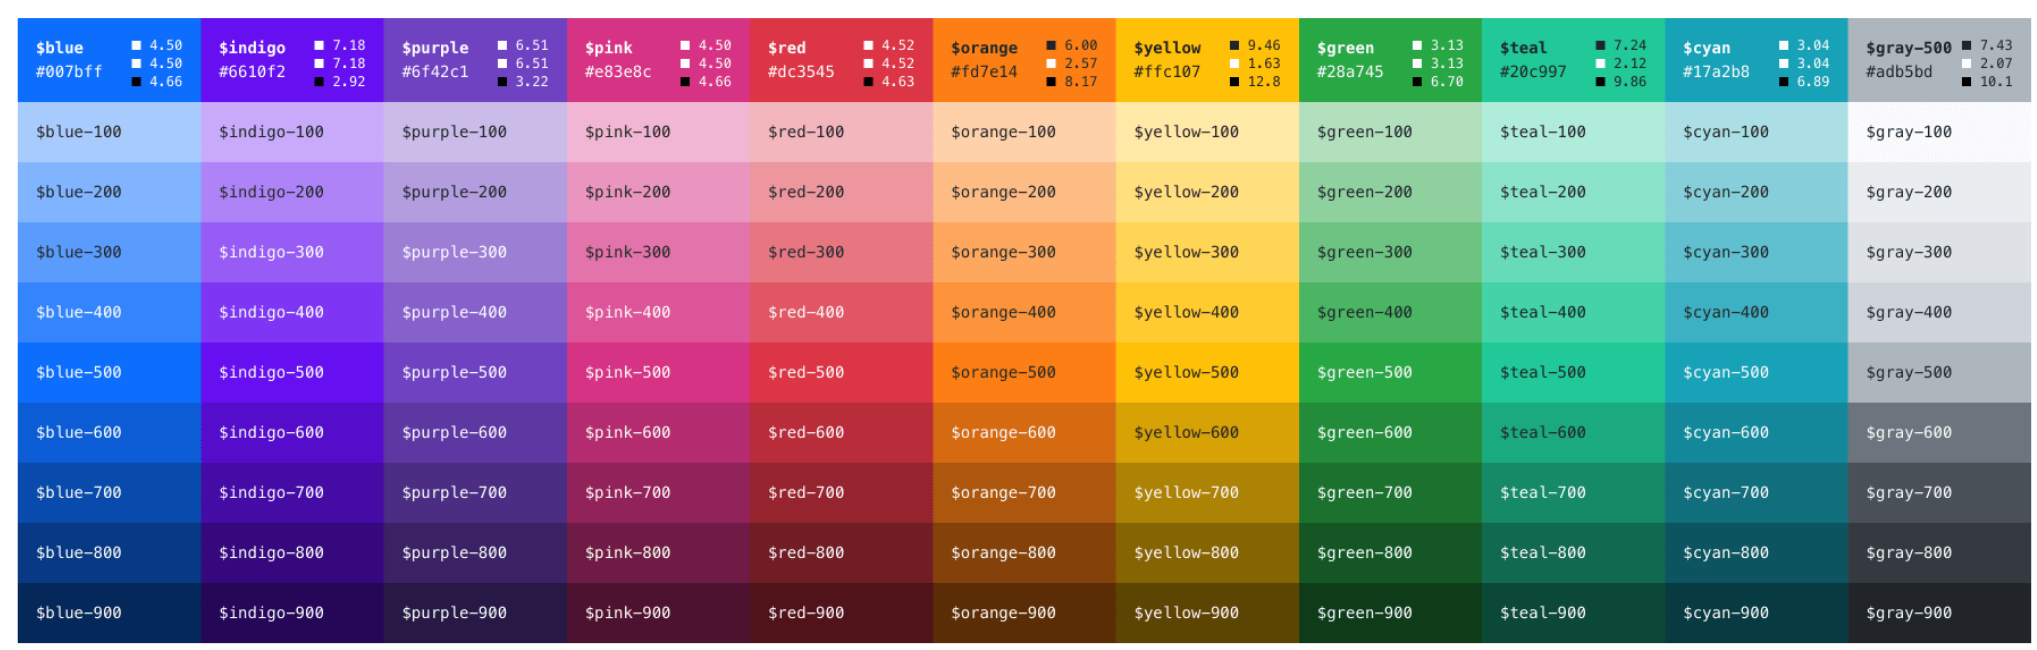 $blue 4.50
#007bff 4.50
4.66
$indigo 7.18
#6610f2 7.18
2.92
$purple 6.51
#6f42c1 6.51
3.22
$pink 4.50
#e83e8c 4.50
4.66
$red 4.52
#dc3545 4.52
4.63
$orange 6.00
#fd7e14 2.57
8.17
$yellow 9.46
#ffc107 1.63
12.8
$green 3.13
#28a745 3.13
6.70
$teal 7.24
#20c997 2.12
9.86
$cyan 3.04
#17a2b8 3.04
6.89
$gray-500 7.43
#adb5bd 2.07
10.1
$blue-100 $indigo-100 $purple-100 $pink-100 $red-100 $orange-100 $yellow-100 $green-100 $teal-100 $cyan-100 $gray-100
$blue-200 $indigo-200 $purple-200 $pink-200 $red-200 $orange-200 $yellow-200 $green-200 $teal-200 $cyan-200 $gray-200
$blue-300 $indigo-300 $purple-300 $pink-300 $red-300 $orange-300 $yellow-300 $green-300 $teal-300 $cyan-300 $gray-300
$blue-400 $indigo-400 $purple-400 $pink-400 $red-400 $orange-400 $yellow-400 $green-400 $teal-400 $cyan-400 $gray-400
$blue-500 $indigo-500 $purple-500 $pink-500 $red-500 $orange-500 $yellow-500 $green-500 $teal-500 $cyan-500 $gray-500
$blue-600 $indigo-600 $purple-600 $pink-600 $red-600 $orange-600 $yellow-600 $green-600 $teal-600 $cyan-600 $gray-600
$blue-700 $indigo-700 $purple-700 $pink-700 $red-700 $orange-700 $yellow-700 $green-700 $teal-700 $cyan-700 $gray-700
$blue-800 $indigo-800 $purple-800 $pink-800 $red-800 $orange-800 $yellow-800 $green-800 $teal-800 $cyan-800 $gray-800
$blue-900 $indigo-900 $purple-900 $pink-900 $red-900 $orange-900 $yellow-900 $green-900 $teal-900 $cyan-900 $gray-900